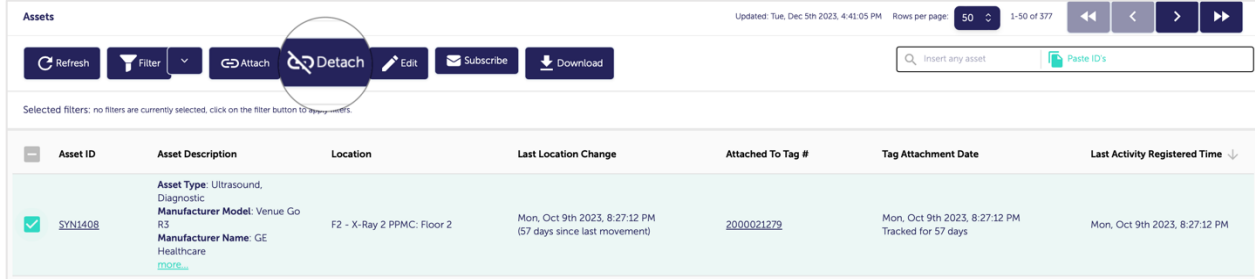 Assets Updated: Tue, Dec 5th 2023, 4:41:05 PM Rows per page: 50 1-50 of 377
Refresh Filter Attach Detach Edit Subscribe Download Insert any asset Paste ID's
Selected filters: no filters are currently selected, click on the filter button to apply filters.
Asset ID Asset Description Location Last Location Change Attached To Tag # Tag Attachment Date Last Activity Registered Time
SYN1408
Asset Type: Ultrasound,
Diagnostic
Manufacturer Model: Venue Go
R3
Manufacturer Name: GE
Healthcare
more...
F2 - X-Ray 2 PPMC: Floor 2
Mon, Oct 9th 2023, 8:27:12 PM
(57 days since last movement)
2000021279
Mon, Oct 9th 2023, 8:27:12 PM
Tracked for 57 days
Mon, Oct 9th 2023, 8:27:12 PM